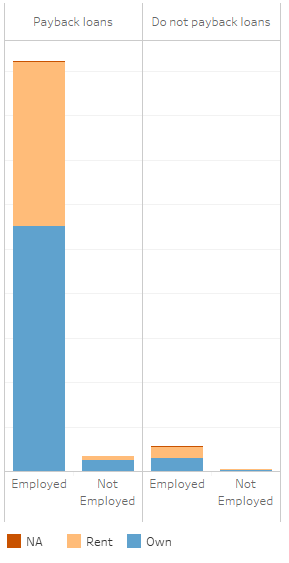 Payback loans
Do not payback loans
Employed
Not
Employed
Employed
Not
Employed
NA
Rent
Own